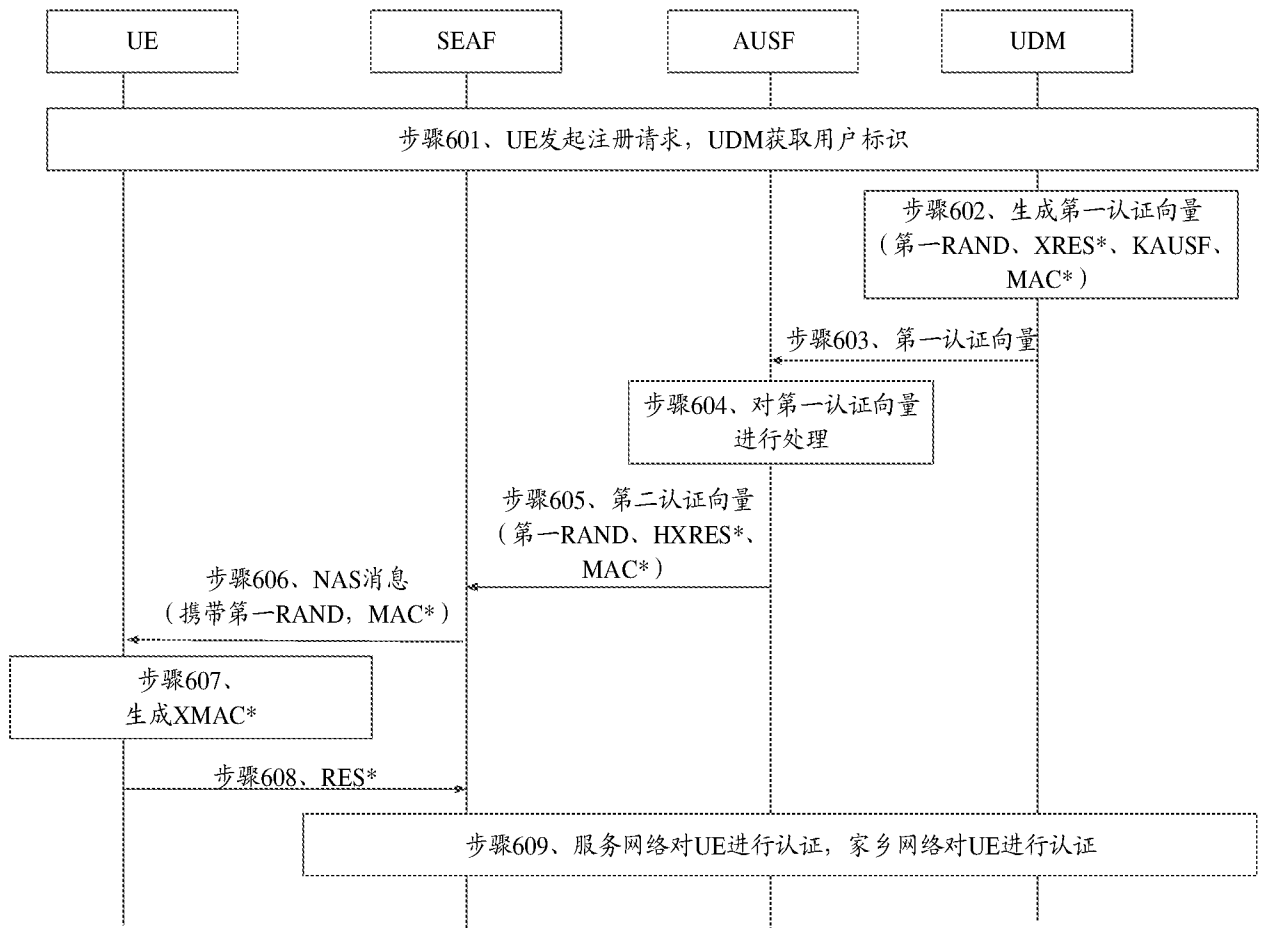 UE
SEAF
AUSF
UDM
步骤601、UE发起注册请求，UDM获取用户标识
步骤602、生成第一认证向量
（第一RAND、XRES*、KAUSF、
MAC*）
步骤603、第一认证向量
步骤604、对第一认证向量
进行处理
步骤605、第二认证向量
（第一RAND、HXRES*、
MAC*）
步骤606、NAS消息
（携带第一RAND，MAC*）
步骤607、
生成XMAC*
步骤608、RES*
步骤609、服务网络对UE进行认证，家乡网络对UE进行认证